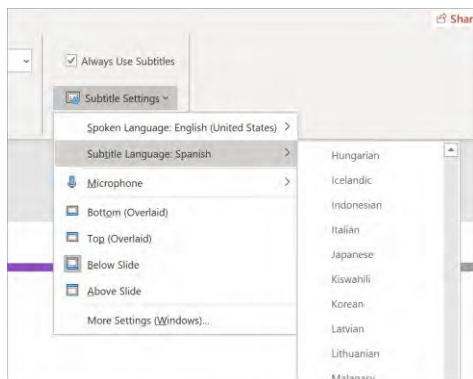 Shar
Always Use Subtitles
Subtitle Settings
Spoken Language: English (United States)
Subtitle Language: Spanish
Microphone
Bottom (Overlaid)
Top (Overlaid)
Below Slide
Above Slide
More Settings (Windows)...
Hungarian
Icelandic
Indonesian
Italian
Japanese
Kiswahili
Korean
Latvian
Lithuanian
Malagasy